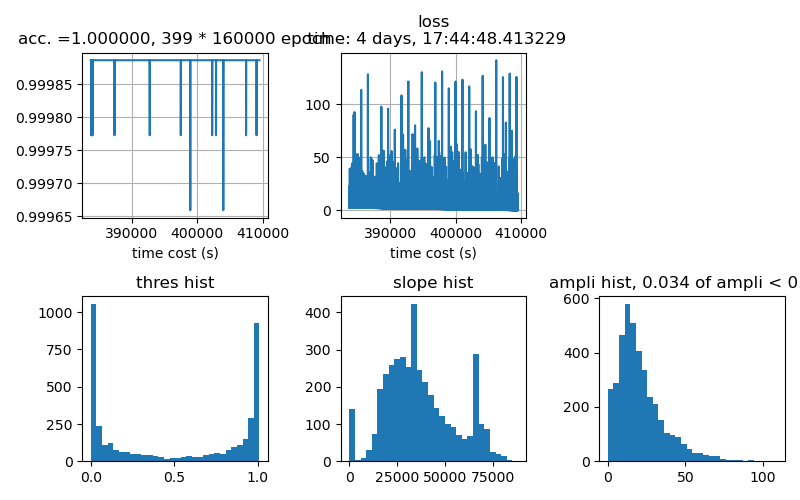 loss
acc. =1.000000, 399 * 160000 epoch
time: 4 days, 17:44:48.413229
0.99985
0.99980
0.99975
0.99970
0.99965
390000 400000 410000
time cost (s)
100
50
0
390000 400000 410000
time cost (s)
thres hist
1000
750
500
250
0
0.0 0.5 1.0
slope hist
400
300
200
100
0
0 25000 50000 75000
ampli hist, 0.034 of ampli < 0.
600
400
200
0
0 50 100